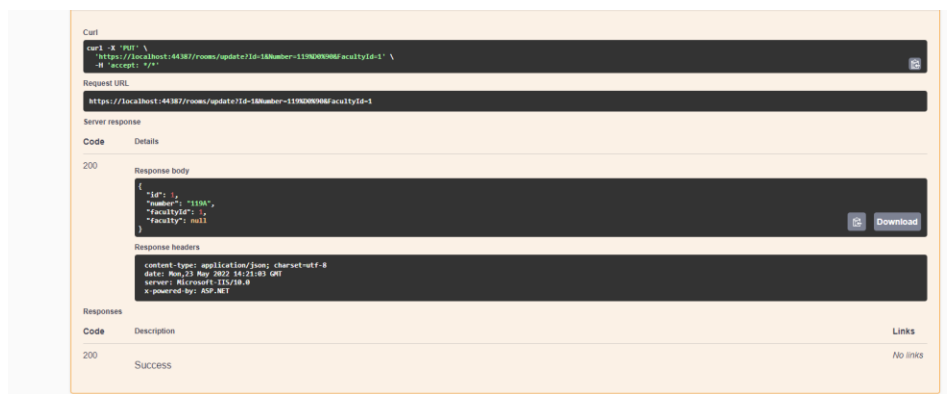 Curl
curl -X 'PUT' \
'https://localhost:44387/rooms/update?Id=1&Number=119%D0%90&FacultyId=1' \
-H 'accept: */*'
Request URL
https://localhost:44387/rooms/update?Id=1&Number=119%D0%90&FacultyId=1
Server response
Code Details
200
Response body
{
"id": 1,
"number": "119А",
"facultyId": 1,
"faculty": null
}
Download
Response headers
content-type: application/json; charset=utf-8
date: Mon,23 May 2022 14:21:03 GMT
server: Microsoft-IIS/10.0
x-powered-by: ASP.NET
Responses
Code Description Links
200 Success No links